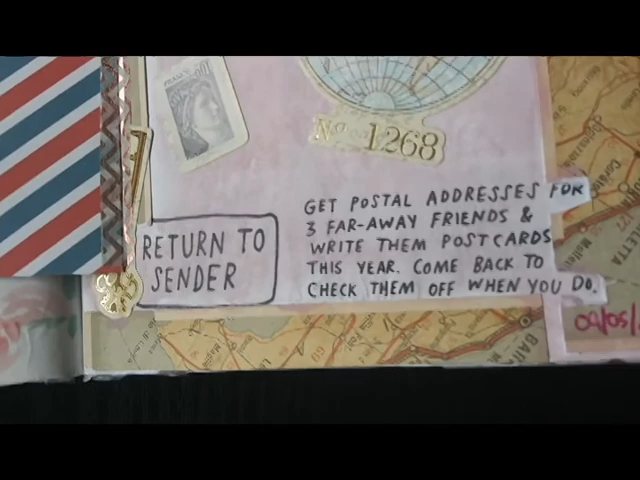 FRANCE
Nº 1268
GET POSTAL ADDRESSES FOR
3 FAR-AWAY FRIENDS &
WRITE THEM POSTCARDS
THIS YEAR. COME BACK TO
CHECK THEM OFF WHEN YOU DO.
RETURN TO
SENDER